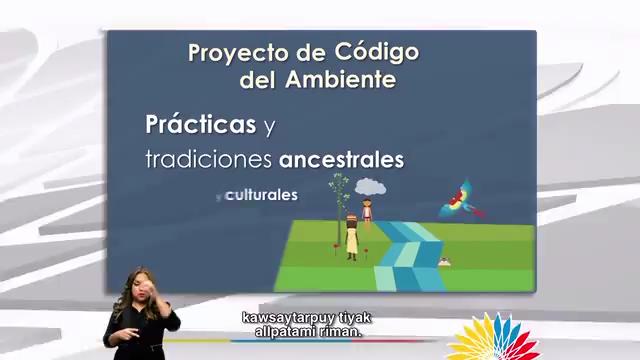 Proyecto de Código
del Ambiente
Prácticas y
tradiciones ancestrales
y culturales
kawsaytarpuy tiyak
allpatami riman.